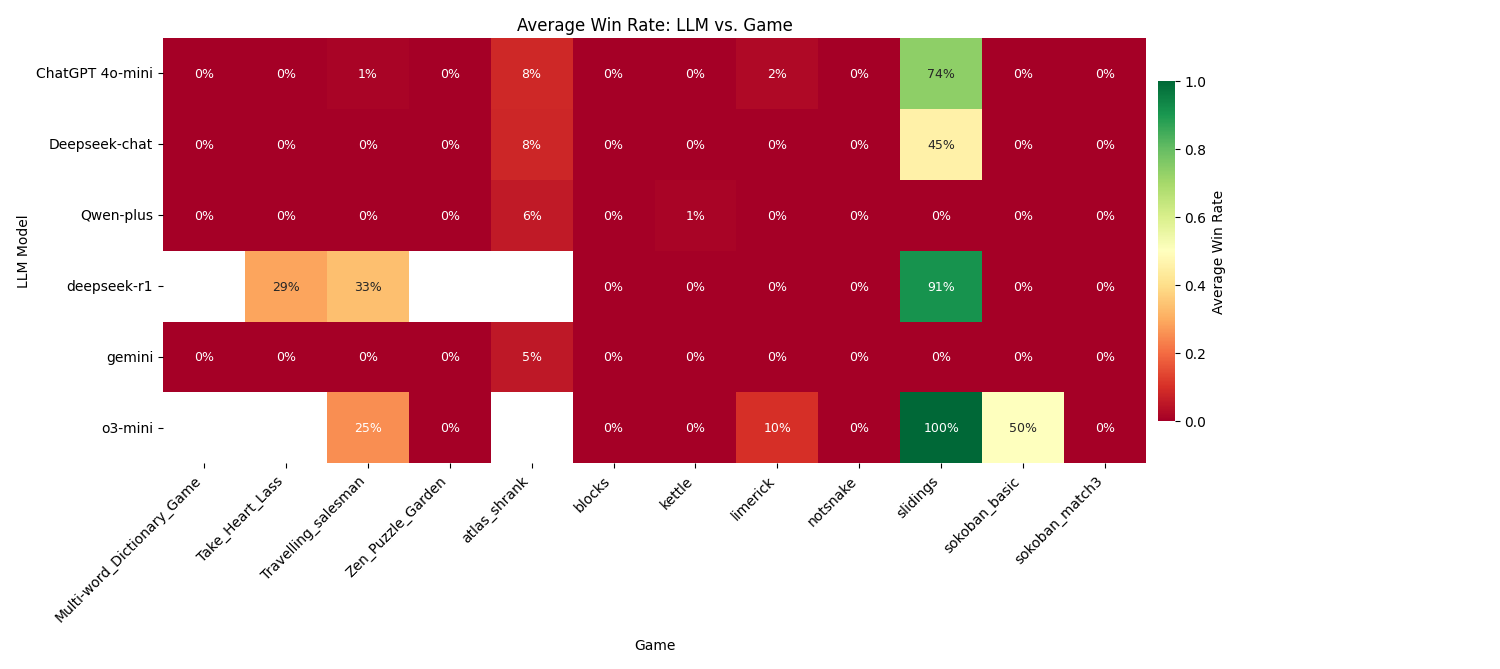 Average Win Rate: LLM vs. Game
LLM Model
ChatGPT 4o-mini 0% 0% 1% 0% 8% 0% 0% 2% 0% 74% 0% 0%
Deepseek-chat 0% 0% 0% 0% 8% 0% 0% 0% 0% 45% 0% 0%
Qwen-plus 0% 0% 0% 0% 6% 0% 1% 0% 0% 0% 0% 0%
deepseek-r1 29% 33% 0% 0% 0% 0% 91% 0% 0%
gemini 0% 0% 0% 0% 5% 0% 0% 0% 0% 0% 0% 0%
o3-mini 25% 0% 0% 0% 10% 0% 100% 50% 0%
Multi-word_Dictionary_Game
Take_Heart_Lass
Travelling_salesman
Zen_Puzzle_Garden
atlas_shrank
blocks
kettle
limerick
notsnake
slidings
sokoban_basic
sokoban_match3
Game
1.0
0.8
0.6
0.4
0.2
0.0
Average Win Rate